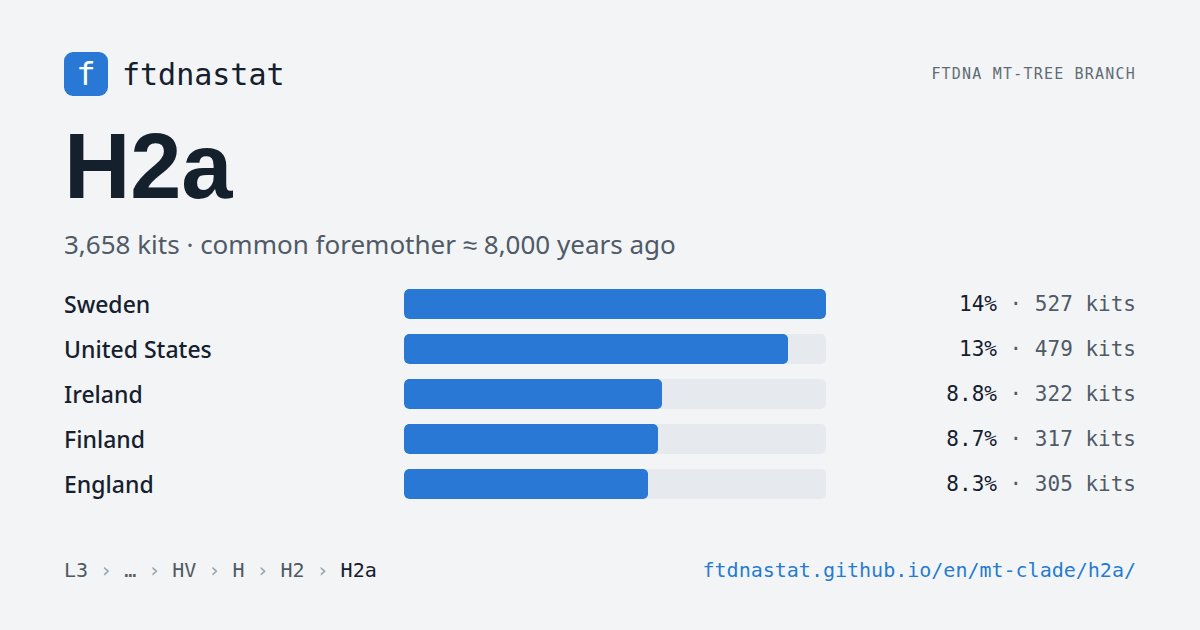 f ftdnastat
FTDNA MT-TREE BRANCH
H2a
3,658 kits · common foremother ≈ 8,000 years ago
Sweden 14% · 527 kits
United States 13% · 479 kits
Ireland 8.8% · 322 kits
Finland 8.7% · 317 kits
England 8.3% · 305 kits
L3 › … › HV › H › H2 › H2a
ftdnastat.github.io/en/mt-clade/h2a/